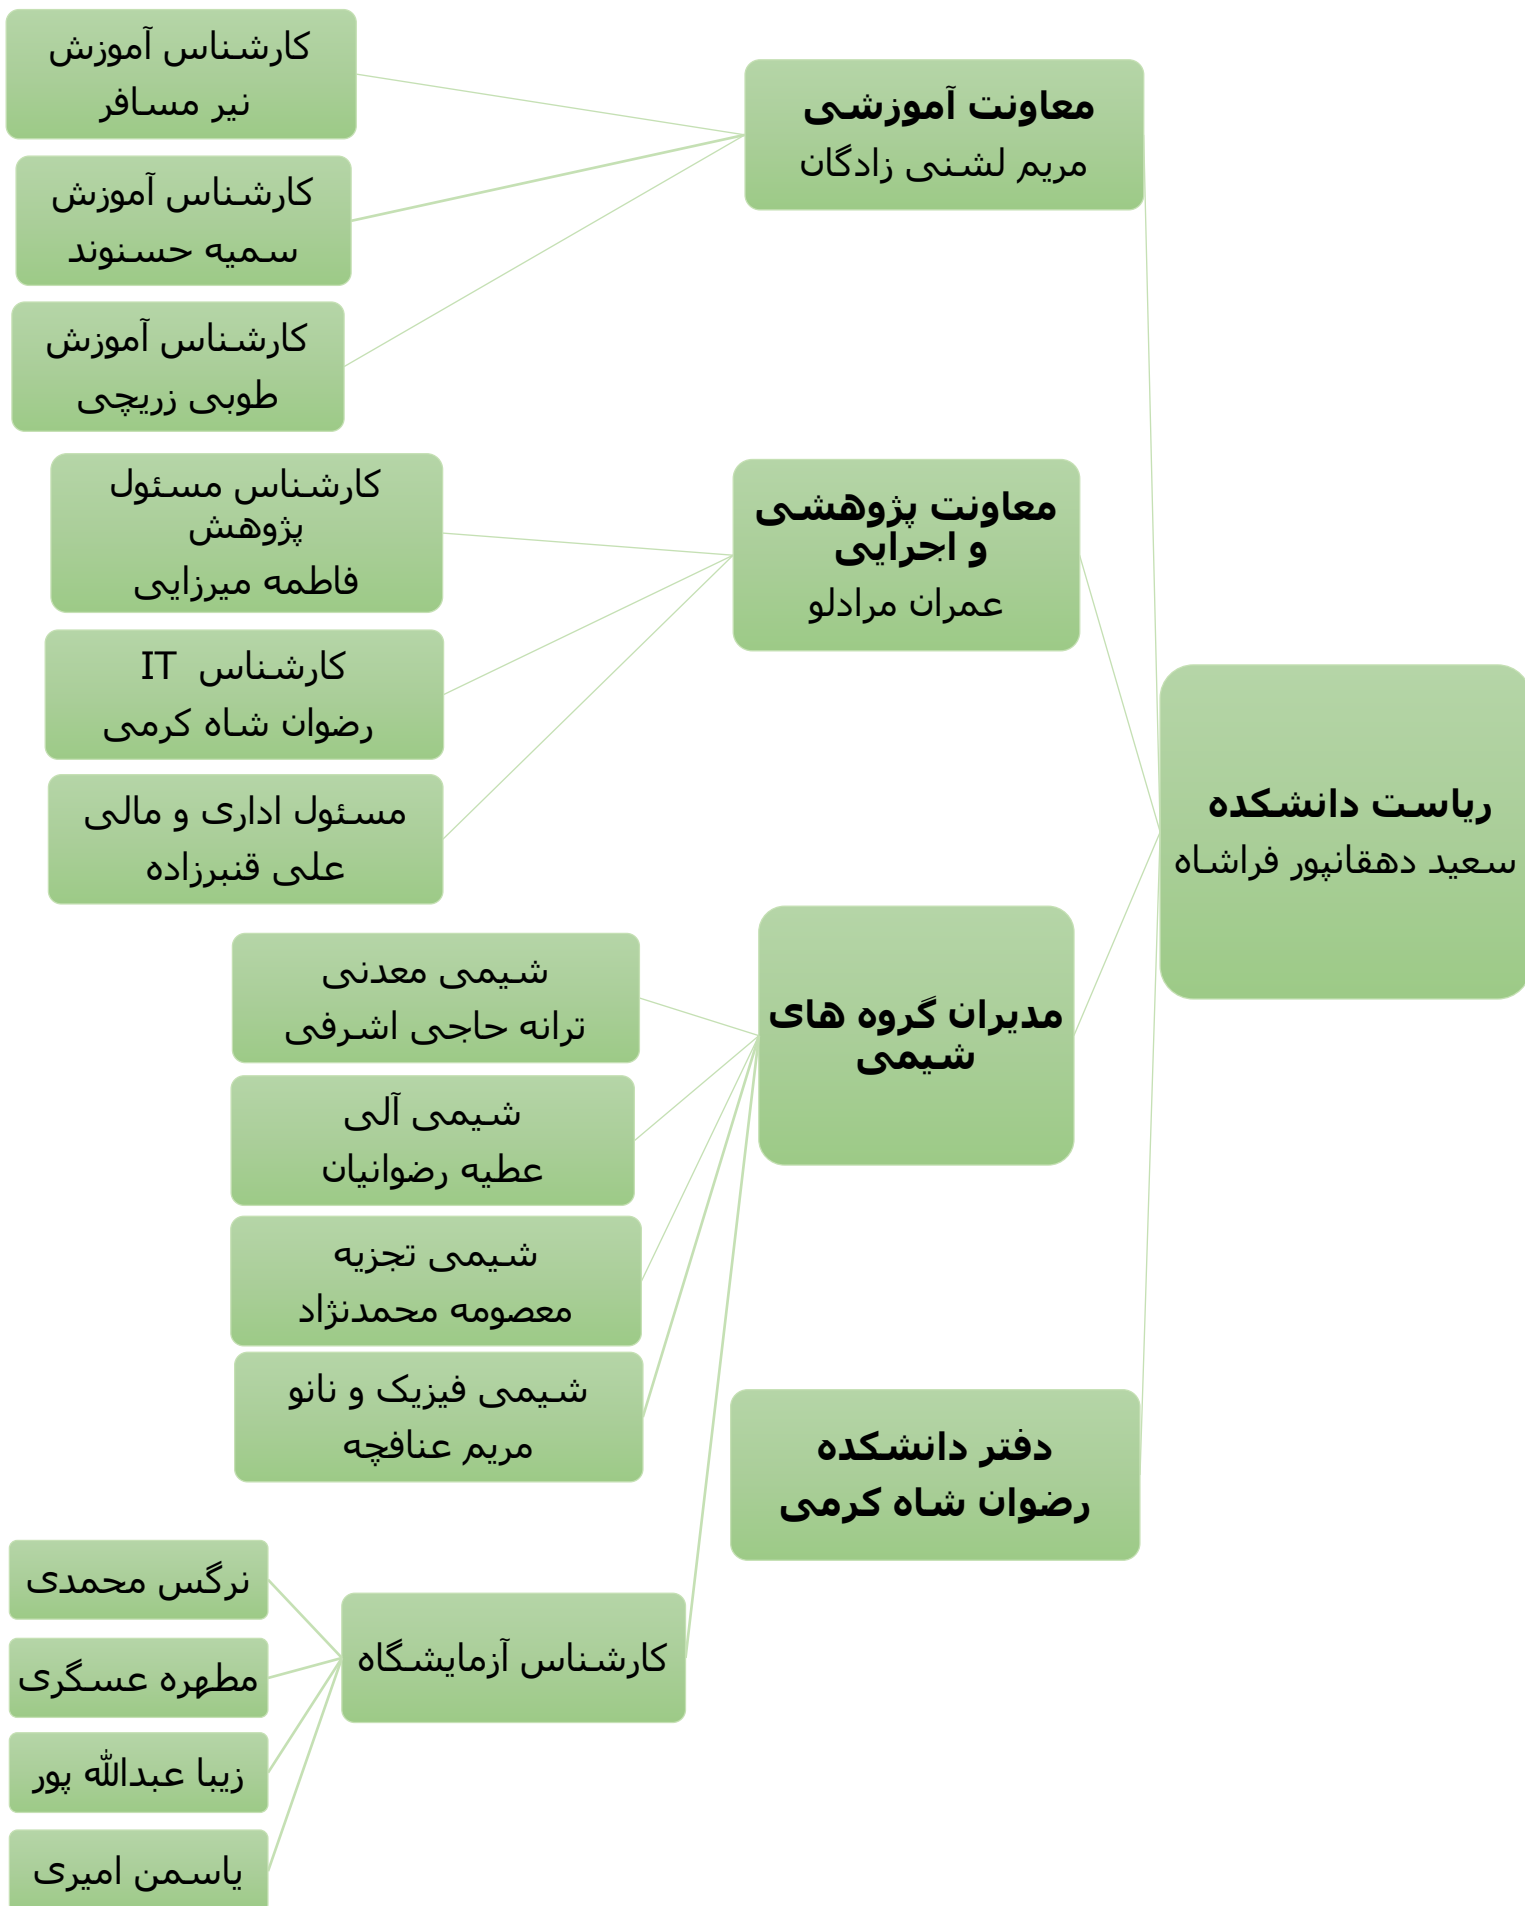 ریاست دانشکده
سعید دهقانپور فراشاه
معاونت آموزشی
مریم لشنی زادگان
کارشناس آموزش
نیر مسافر
کارشناس آموزش
سمیه حسنوند
کارشناس آموزش
طوبی زریچی
معاونت پژوهشی
و اجرایی
عمران مرادلو
کارشناس مسئول
پژوهش
فاطمه میرزایی
کارشناس IT
رضوان شاه کرمی
مسئول اداری و مالی
علی قنبرزاده
مدیران گروه های
شیمی
شیمی معدنی
ترانه حاجی اشرفی
شیمی آلی
عطیه رضوانیان
شیمی تجزیه
معصومه محمدنژاد
شیمی فیزیک و نانو
مریم عنافچه
کارشناس آزمایشگاه
نرگس محمدی
مطهره عسگری
زیبا عبدالله پور
یاسمن امیری
دفتر دانشکده
رضوان شاه کرمی